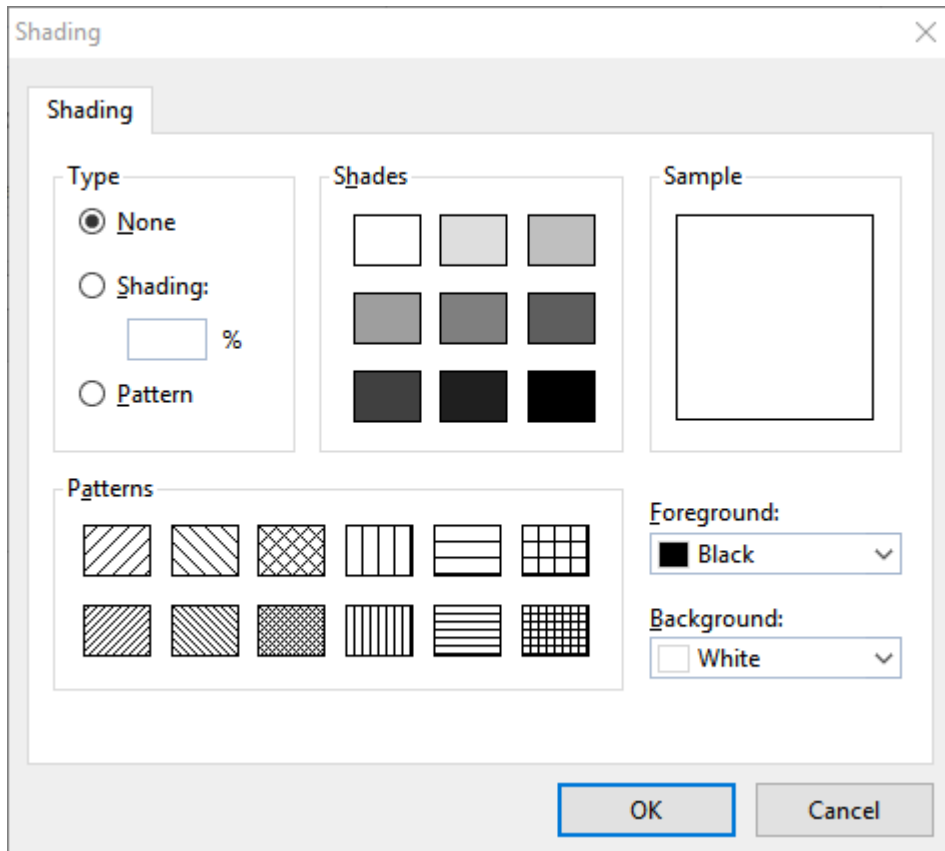 Shading
Shading
Type
None
Shading:
%
Pattern
Shades
Sample
Patterns
Foreground:
Black
Background:
White
OK
Cancel